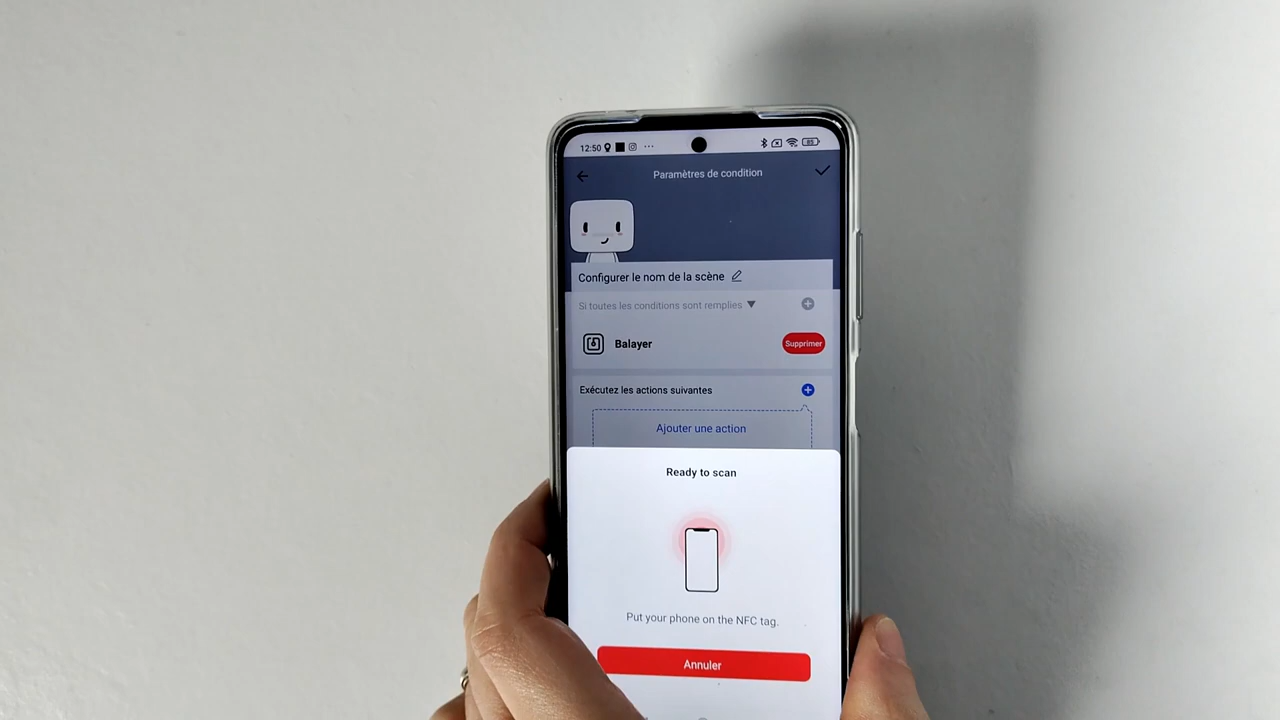 12:50
Paramètres de condition
Configurer le nom de la scène
Si toutes les conditions sont remplies
Balayer
Supprimer
Exécutez les actions suivantes
Ajouter une action
Ready to scan
Put your phone on the NFC tag.
Annuler